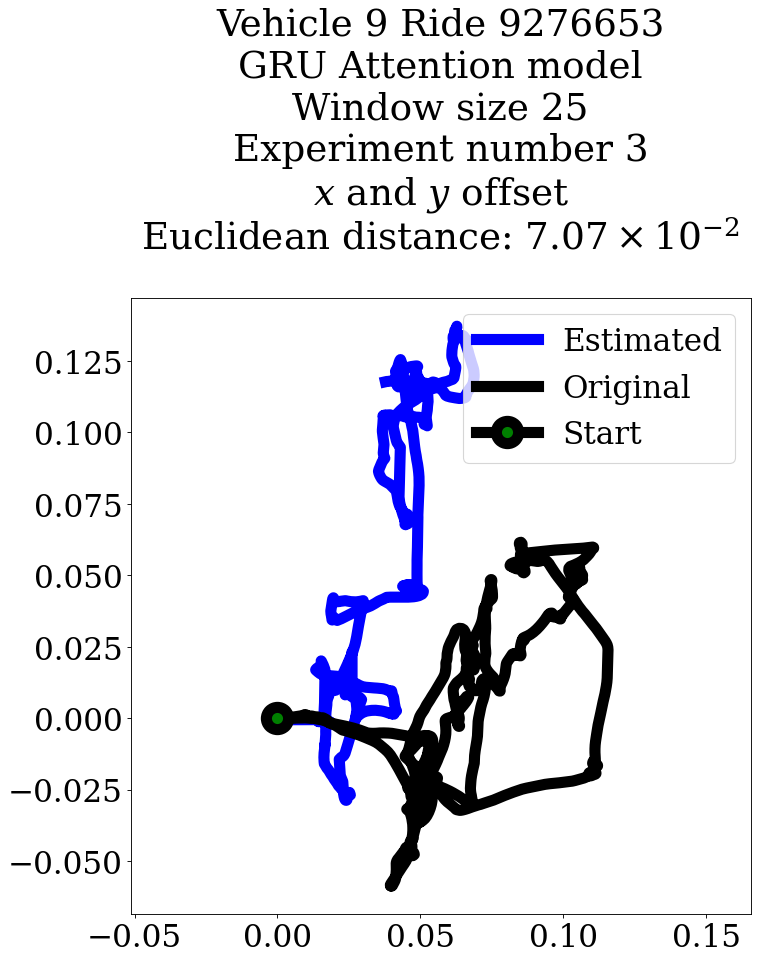 Vehicle 9 Ride 9276653
GRU Attention model
Window size 25
Experiment number 3
x and y offset
Euclidean distance: 7.07 × 10⁻²
Estimated
Original
Start
0.125
0.100
0.075
0.050
0.025
0.000
−0.025
−0.050
−0.05 0.00 0.05 0.10 0.15